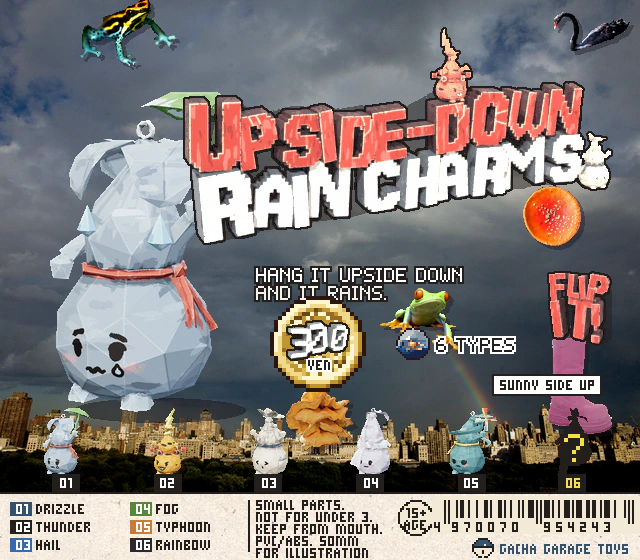 UPSIDE-DOWN
RAIN CHARMS
HANG IT UPSIDE DOWN
AND IT RAINS.
300
YEN
6 TYPES
FLIP
IT!
SUNNY SIDE UP
?
01
02
03
04
05
06
01 DRIZZLE
02 THUNDER
03 HAIL
04 FOG
05 TYPHOON
06 RAINBOW
SMALL PARTS.
NOT FOR UNDER 3.
KEEP FROM MOUTH.
PVC/ABS. 50MM
FOR ILLUSTRATION
15+
AGE
4 970070 954243
GACHA GARAGE TOYS